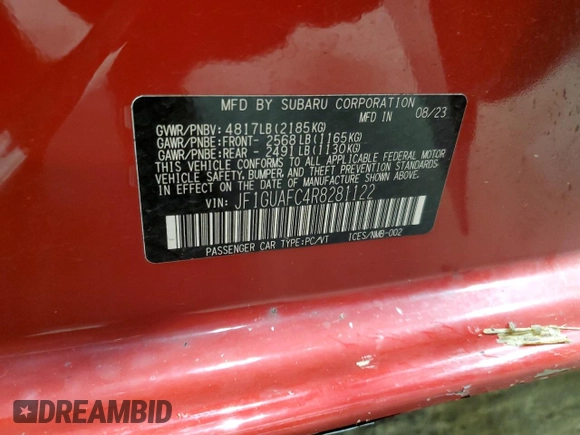 MFD BY SUBARU CORPORATION
MFD IN 08/23
GVWR/PNBV: 4817LB(2185KG)
GAWR/PNBE:FRONT- 2568LB(1165KG)
GAWR/PNBE:REAR - 2491LB(1130KG)
THIS VEHICLE CONFORMS TO ALL APPLICABLE FEDERAL MOTOR
VEHICLE SAFETY, BUMPER, AND THEFT PREVENTION STANDARDS
IN EFFECT ON THE DATE OF MANUFACTURE SHOWN ABOVE.
VIN: JF1GUAFC4R8281122
PASSENGER CAR TYPE:PC/VT ICES/NMB-002
DREAMBID